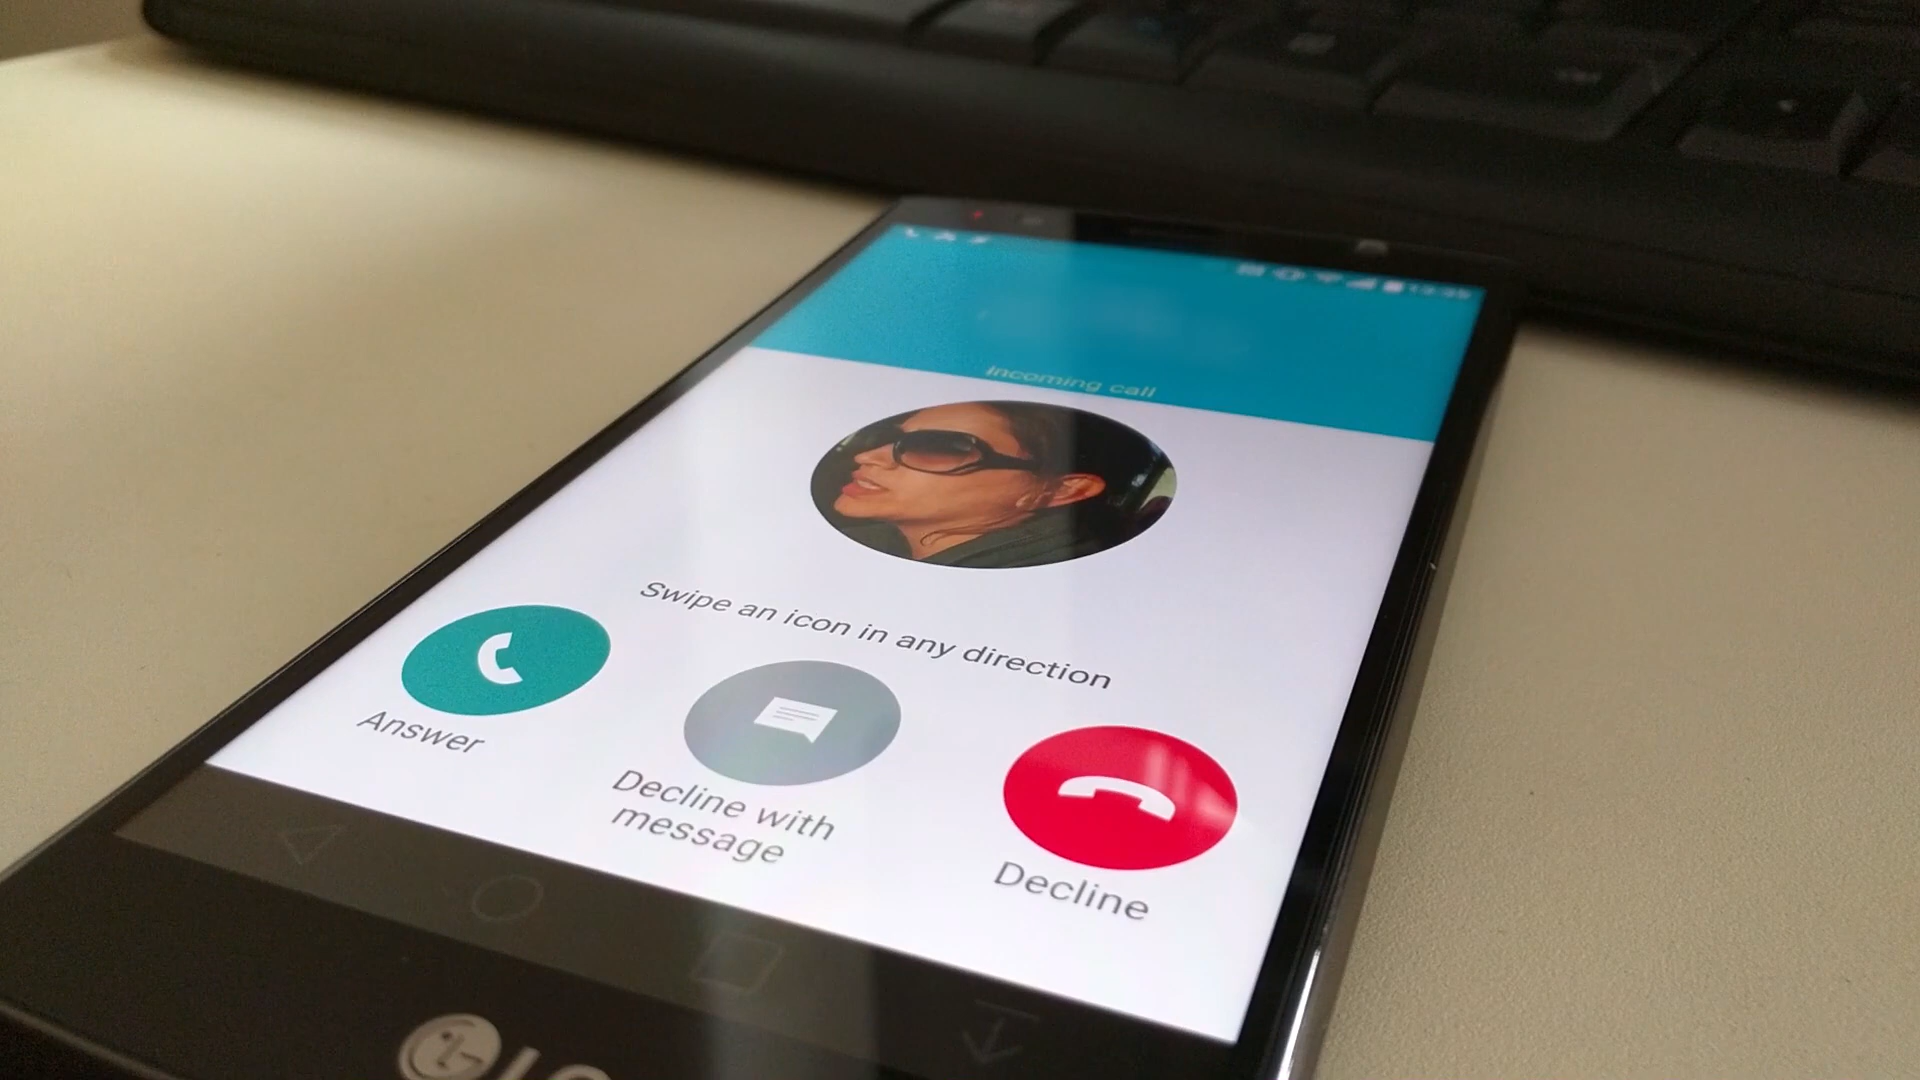 Incoming call
Swipe an icon in any direction
Answer
Decline with
message
Decline
LG